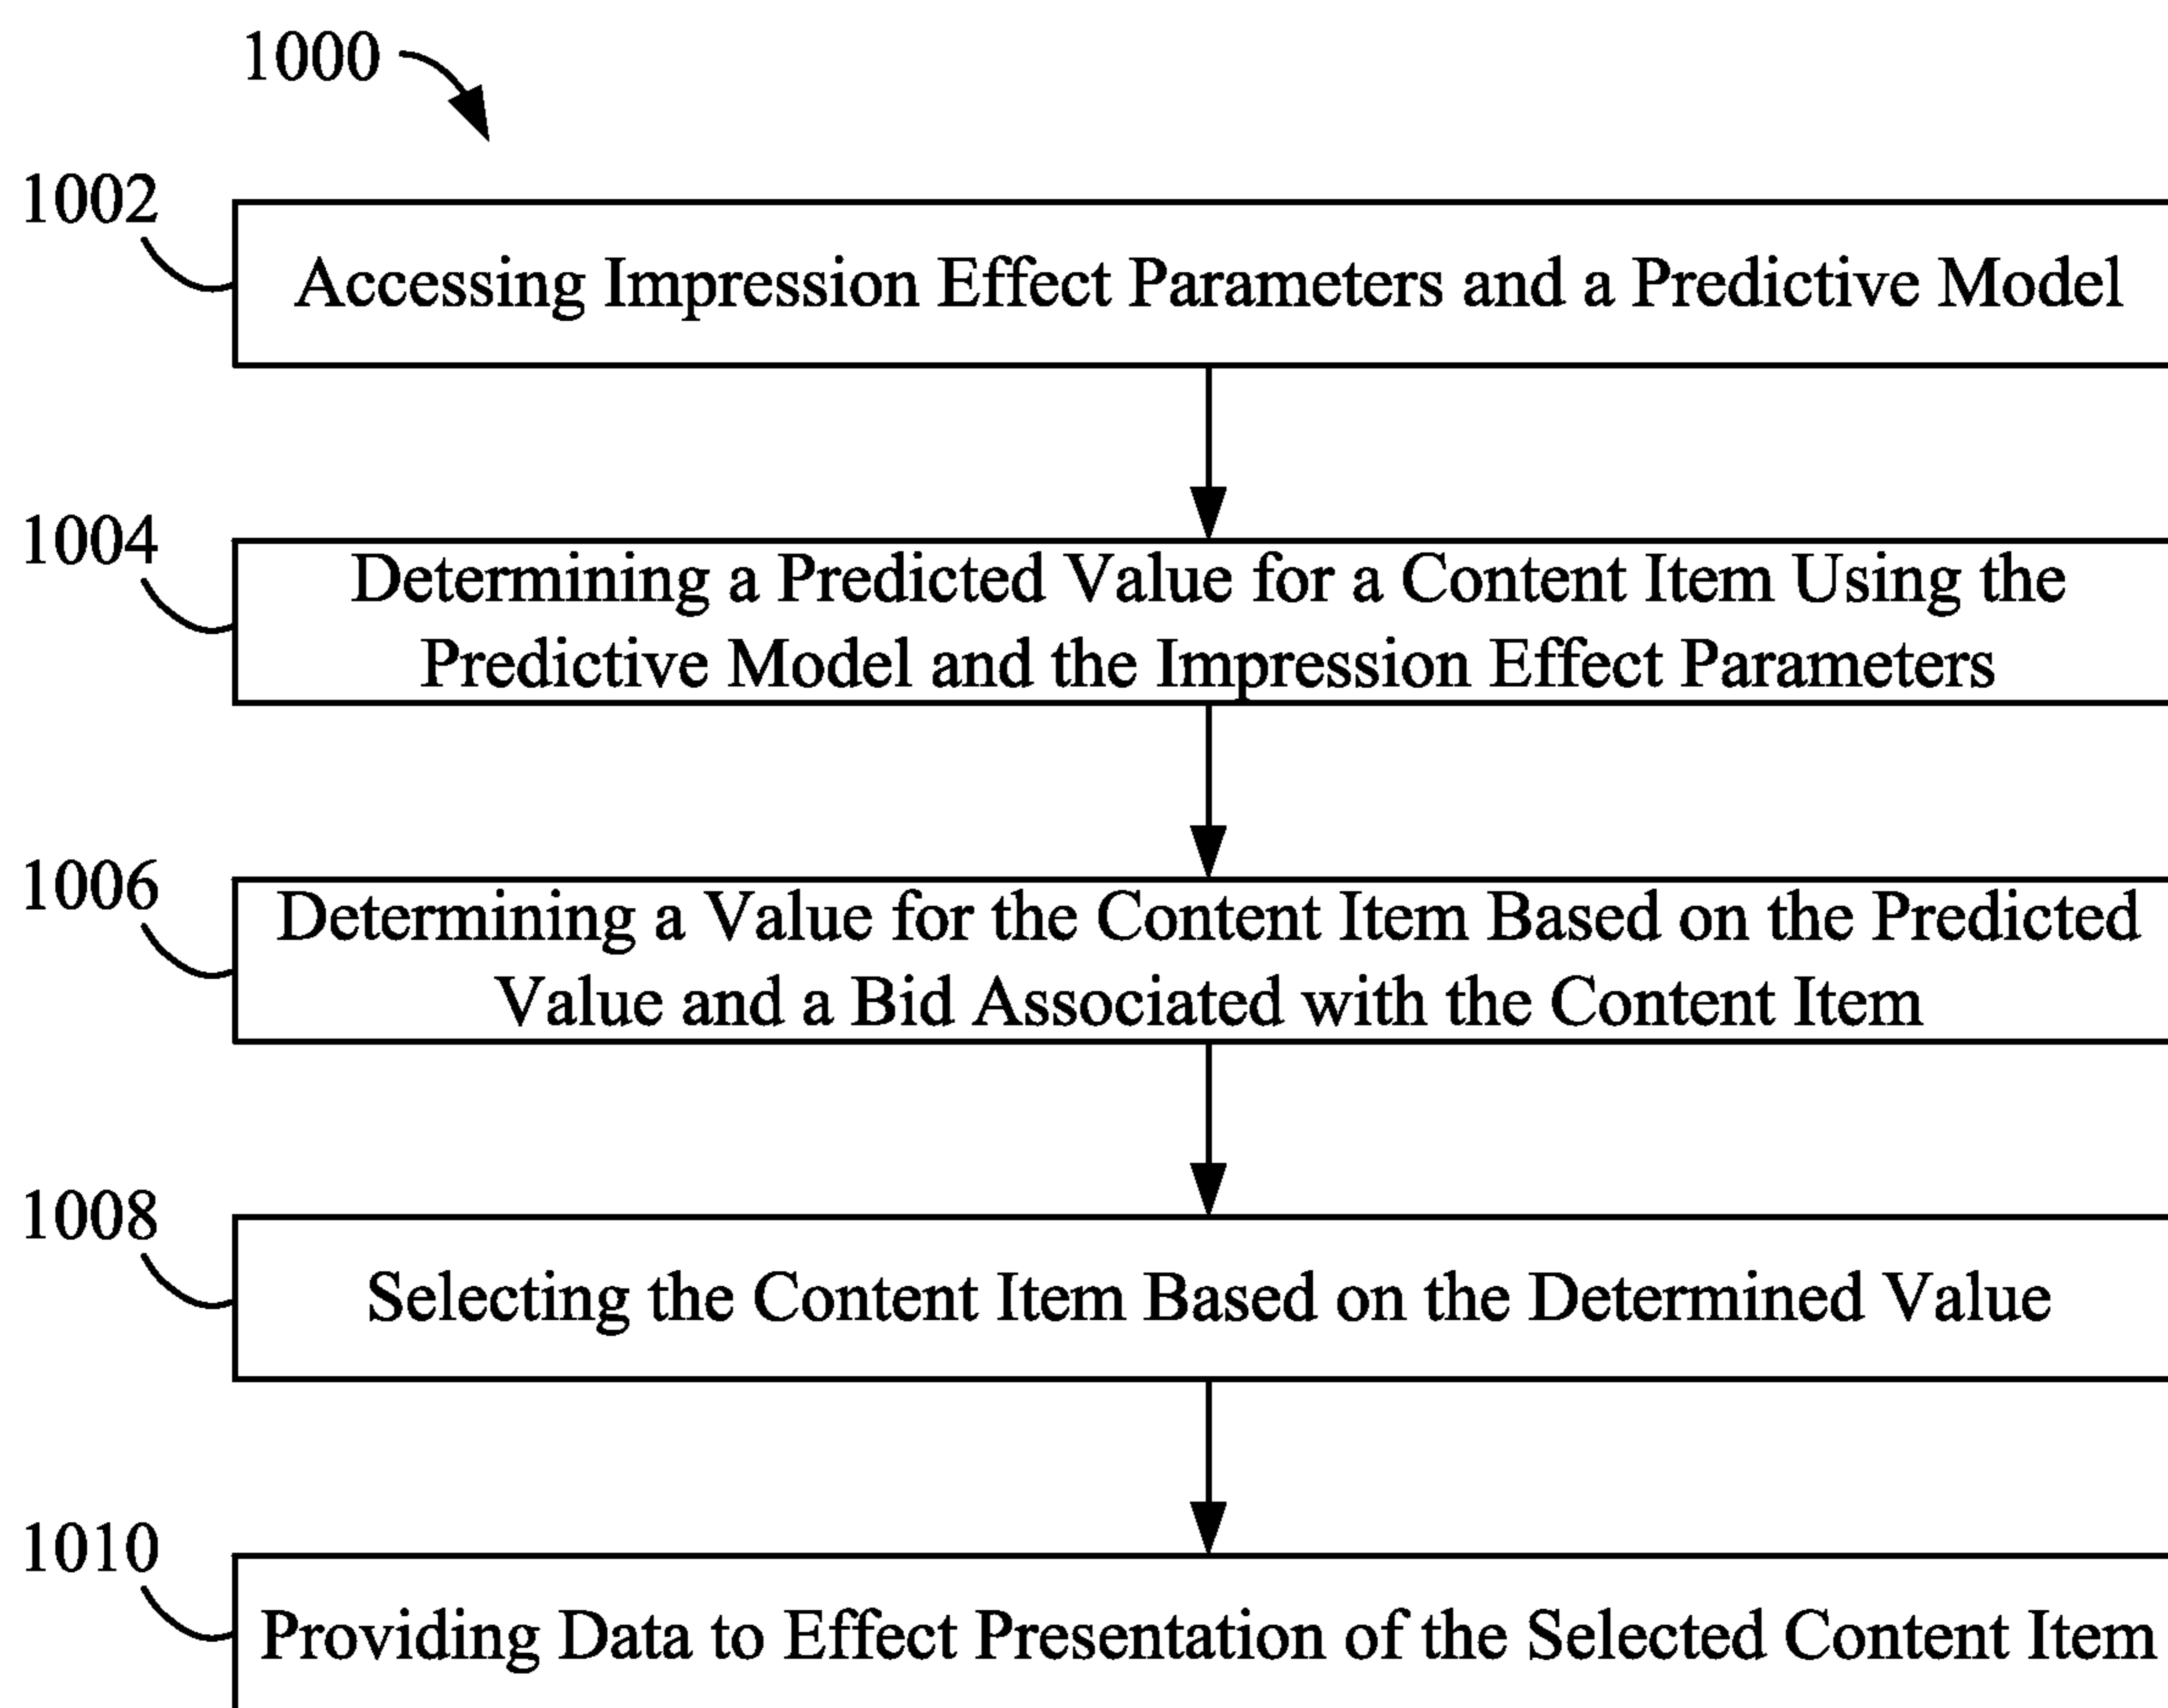 1000
1002
Accessing Impression Effect Parameters and a Predictive Model
1004
Determining a Predicted Value for a Content Item Using the
Predictive Model and the Impression Effect Parameters
1006
Determining a Value for the Content Item Based on the Predicted
Value and a Bid Associated with the Content Item
1008
Selecting the Content Item Based on the Determined Value
1010
Providing Data to Effect Presentation of the Selected Content Item